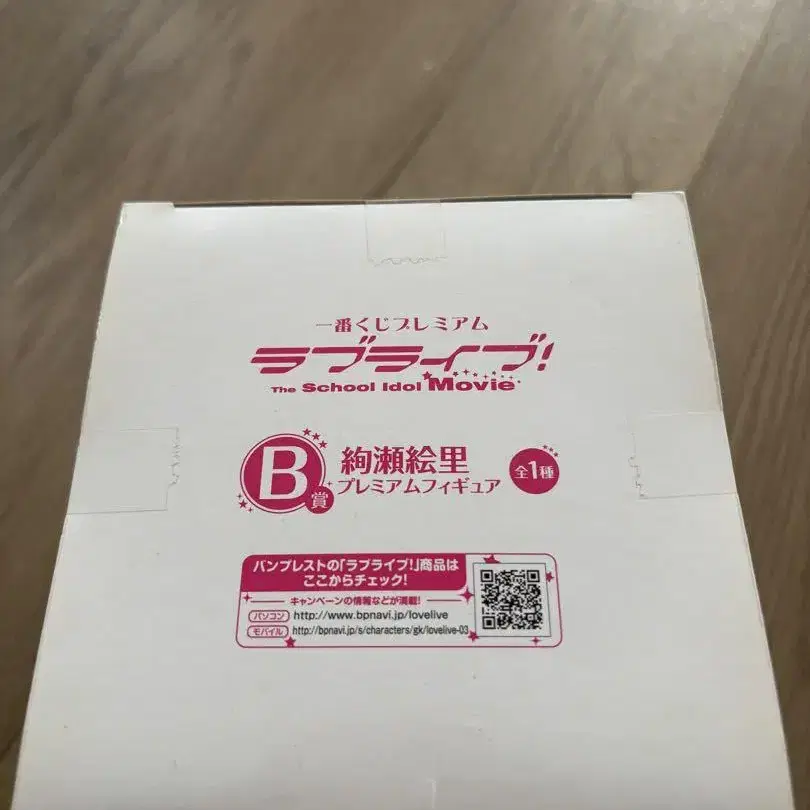 一番くじプレミアム
ラブライブ!
The School Idol Movie
B賞
絢瀬絵里
プレミアムフィギュア
全1種
バンプレストの「ラブライブ!」商品は
ここからチェック!
キャンペーンの情報などが満載!
パソコン http://www.bpnavi.jp/lovelive
モバイル http://bpnavi.jp/s/characters/gk/lovelive-03